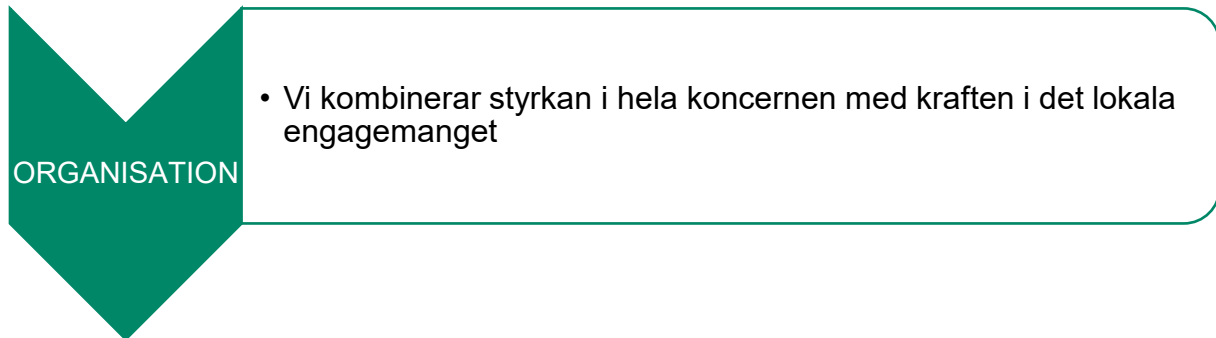 ORGANISATION
• Vi kombinerar styrkan i hela koncernen med kraften i det lokala
engagemanget